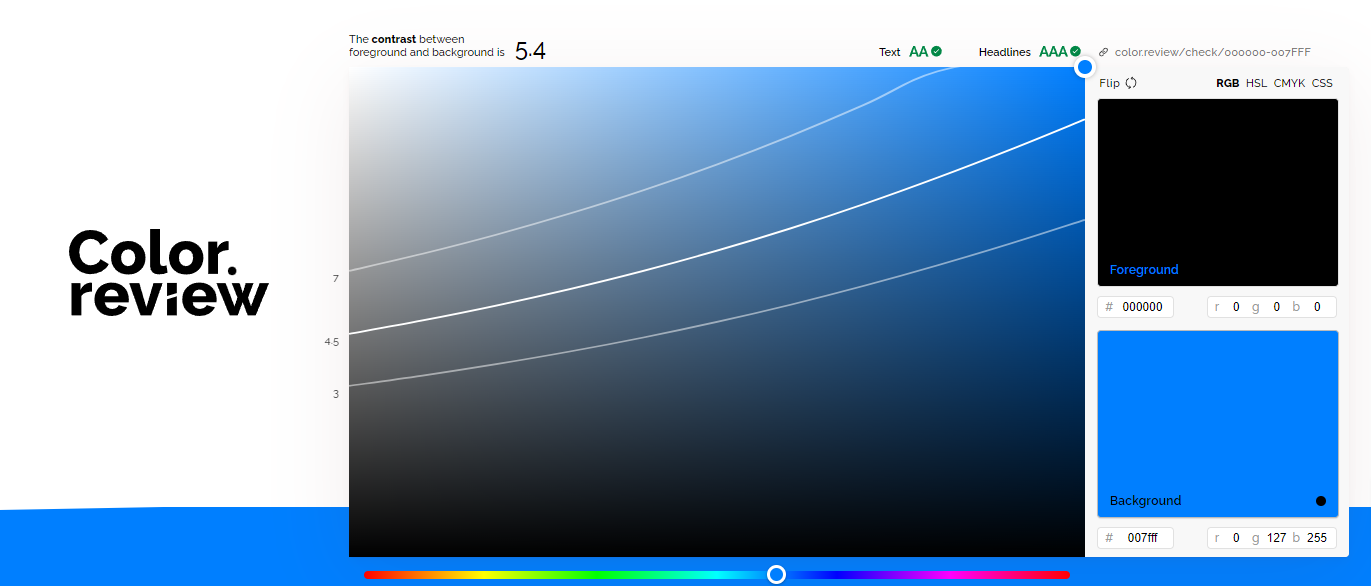 The contrast between
foreground and background is 5.4
Text AA
Headlines AAA
color.review/check/000000-007FFF
Flip
RGB HSL CMYK CSS
Color.
review
7
4.5
3
Foreground
# 000000
r 0 g 0 b 0
Background
# 007fff
r 0 g 127 b 255